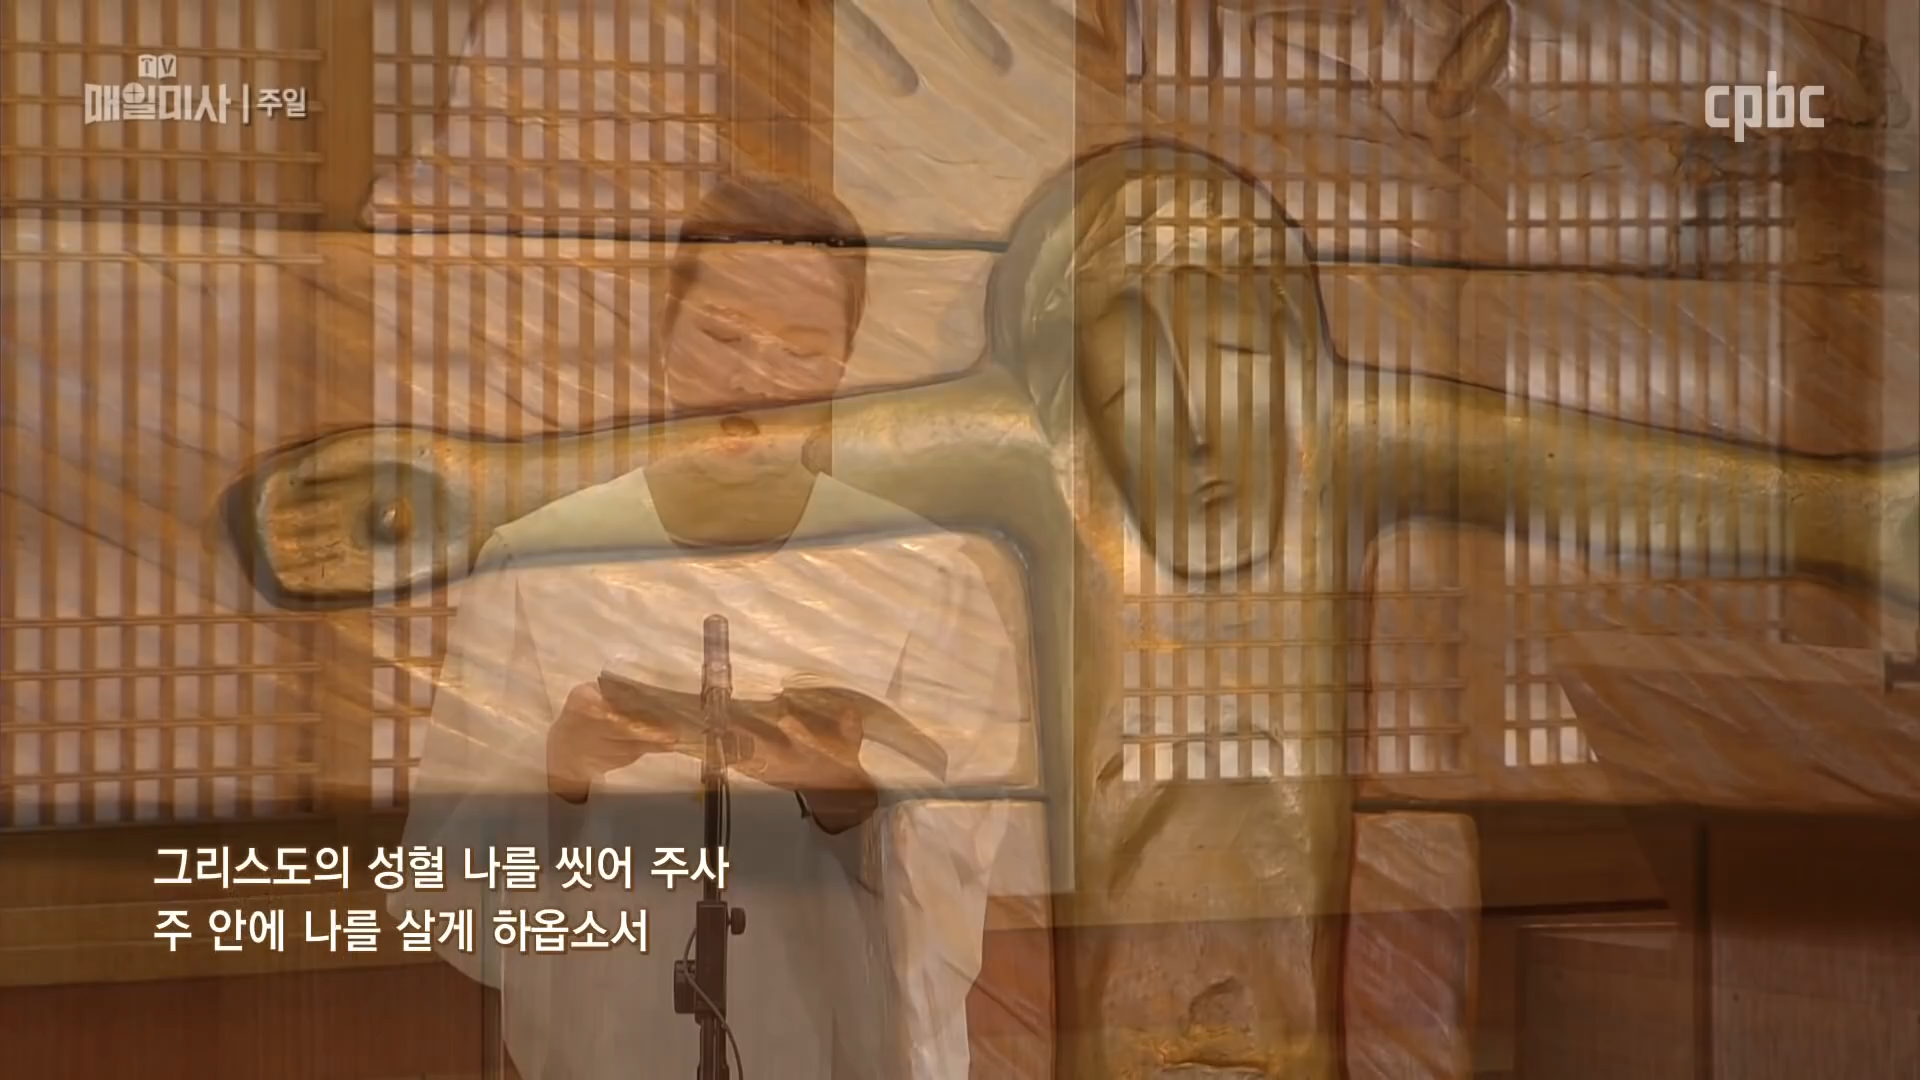 TV
매일미사 | 주일
cpbc
그리스도의 성혈 나를 씻어 주사
주 안에 나를 살게 하옵소서